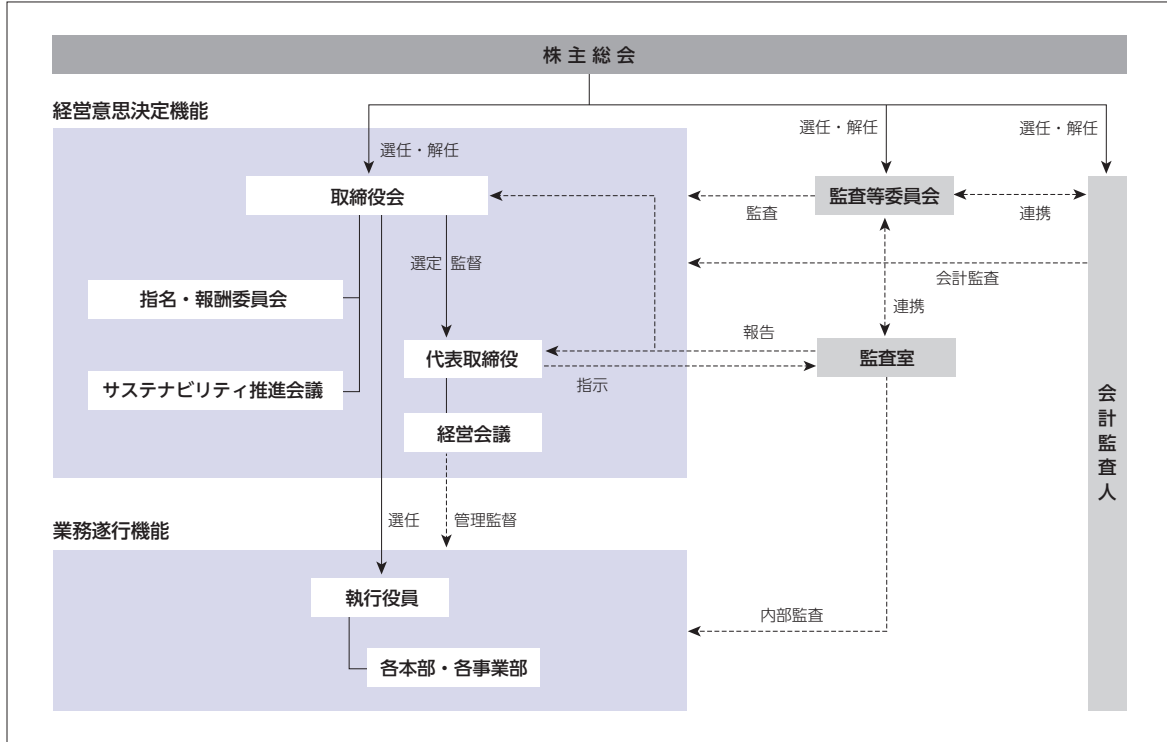 株主総会
経営意思決定機能
選任・解任
選任・解任
選任・解任
取締役会
監査等委員会
監査
連携
選定 監督
会計監査
指名・報酬委員会
連携
報告
代表取締役
監査室
指示
サステナビリティ推進会議
経営会議
会計監査人
選任
管理監督
業務遂行機能
執行役員
内部監査
各本部・各事業部